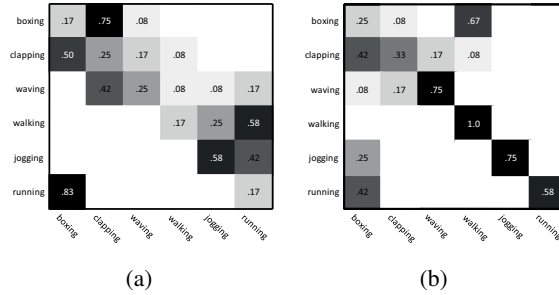 boxing .17 .75 .08
clapping .50 .25 .17 .08
waving .42 .25 .08 .08 .17
walking .17 .25 .58
jogging .58 .42
running .83 .17
boxing clapping waving walking jogging running
(a)
boxing .25 .08 .67
clapping .42 .33 .17 .08
waving .08 .17 .75
walking 1.0
jogging .25 .75
running .42 .58
boxing clapping waving walking jogging running
(b)